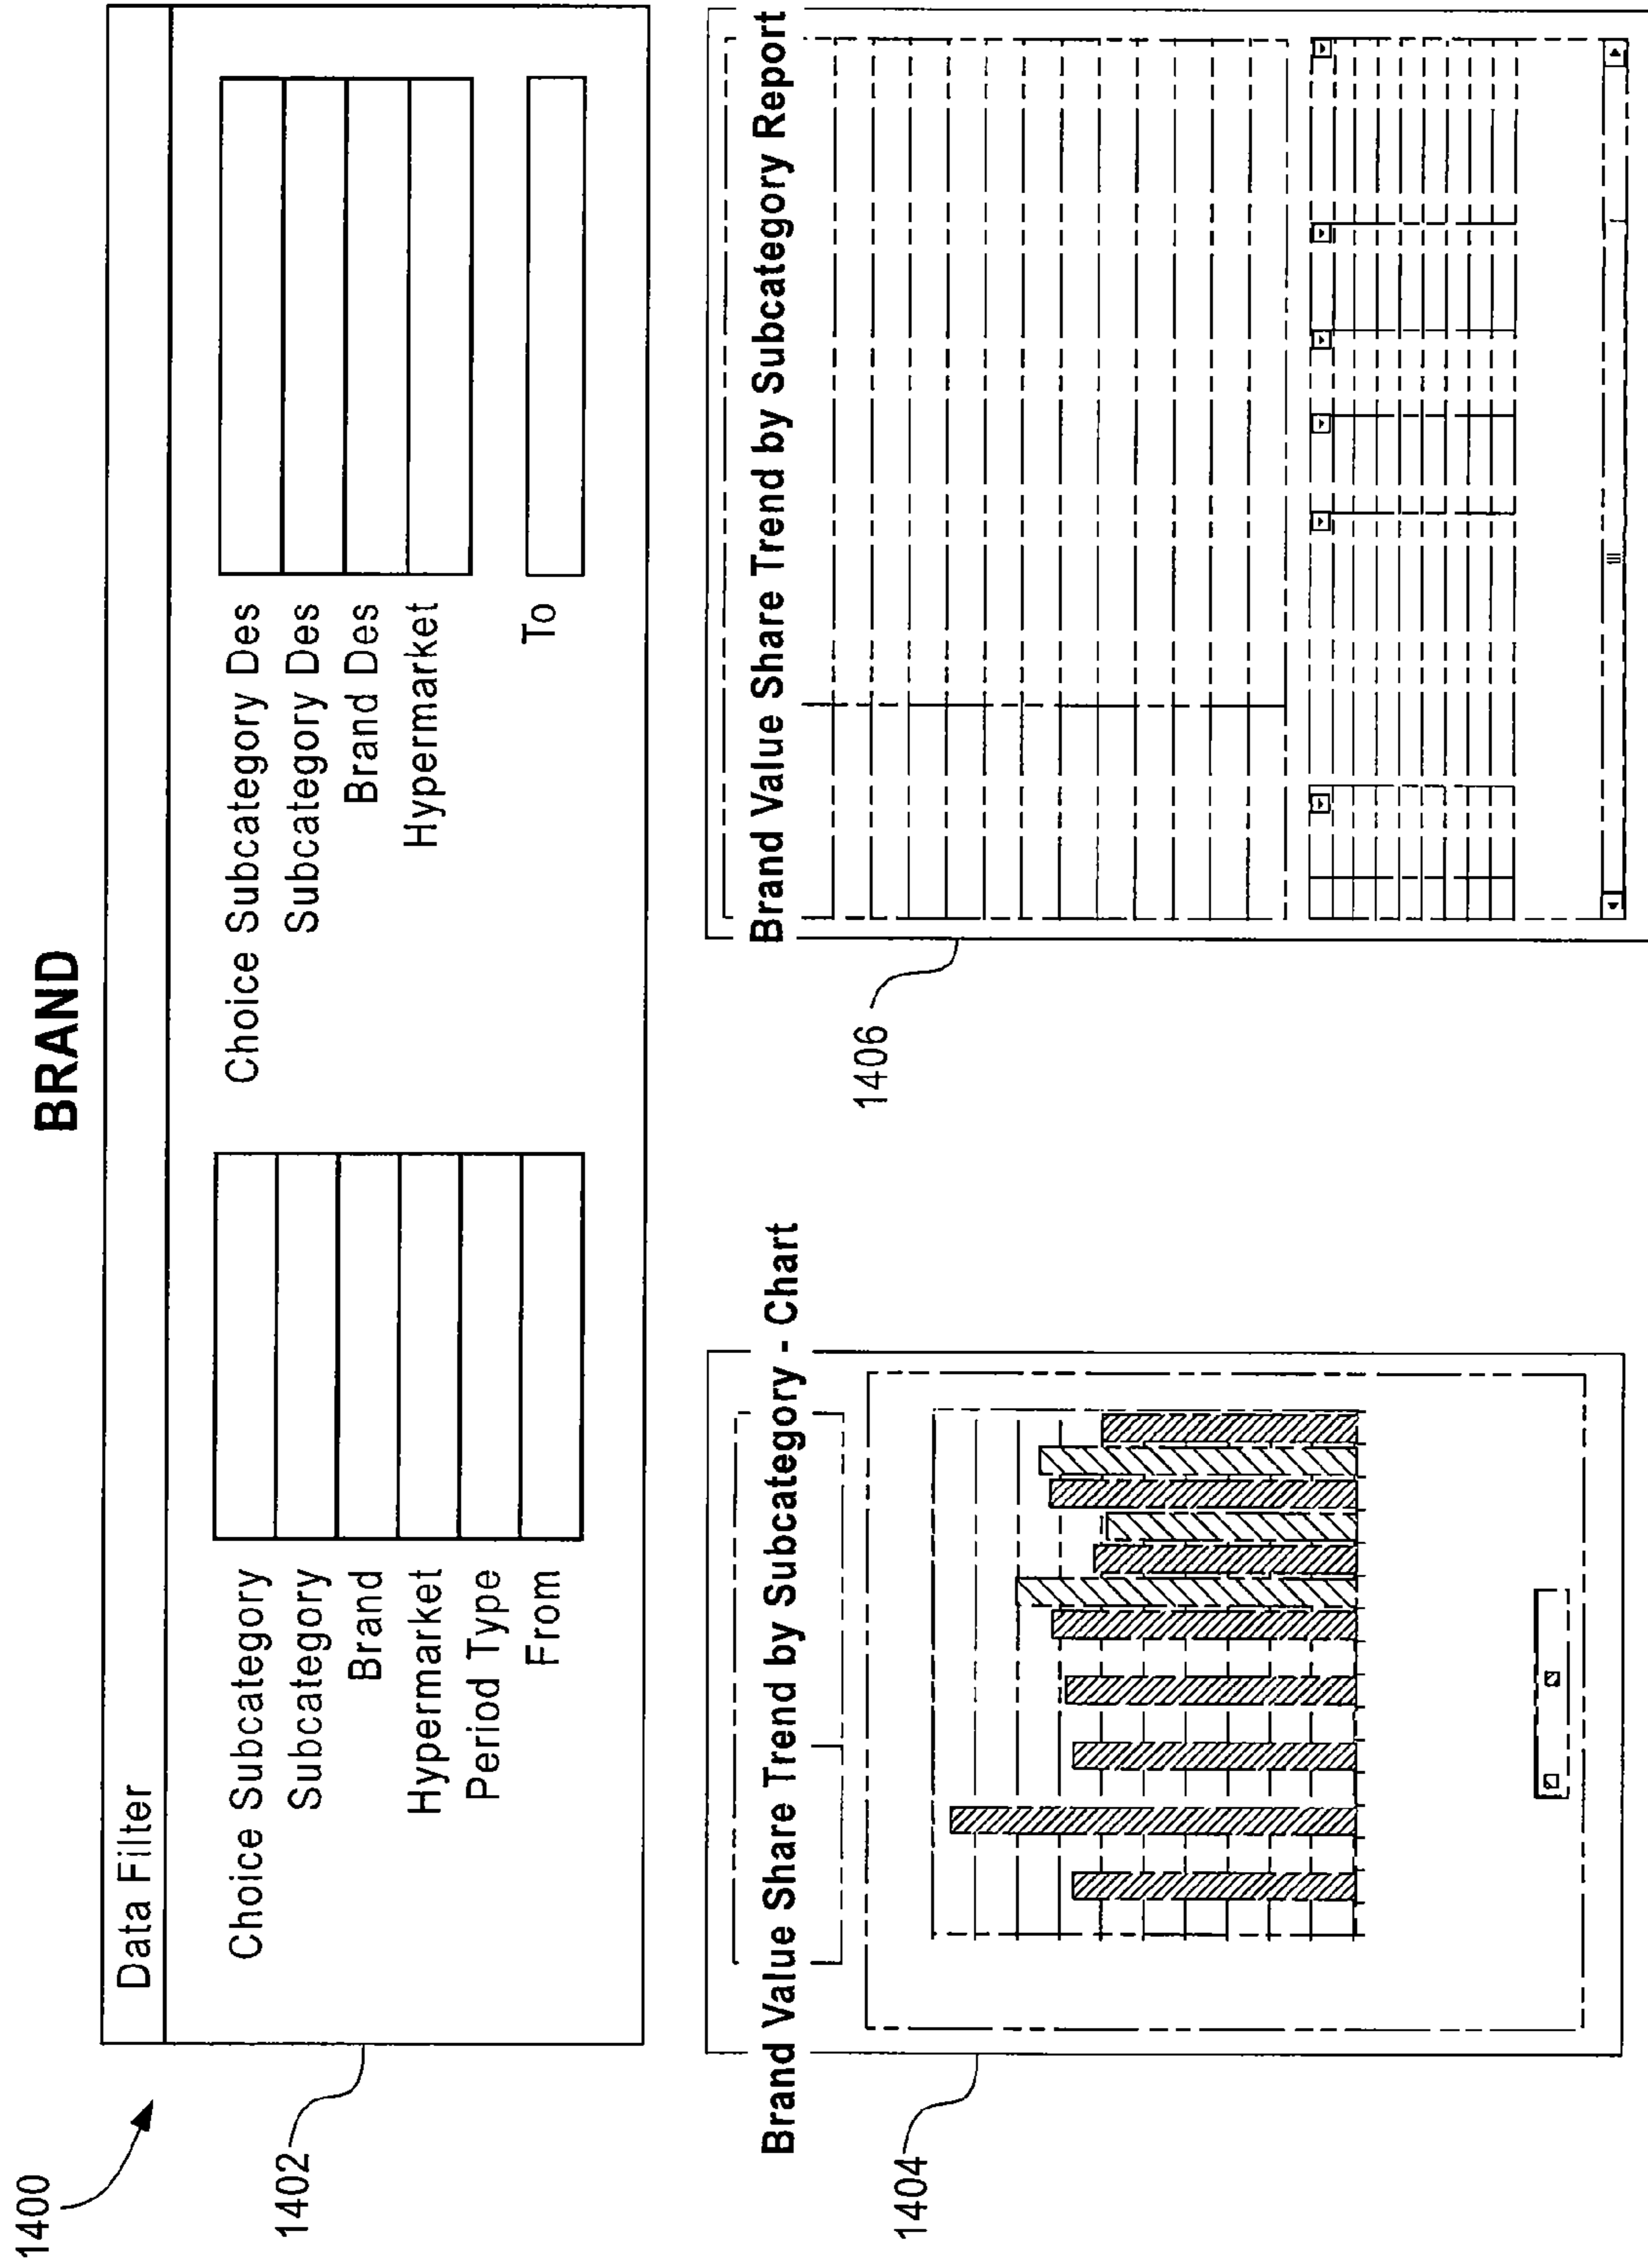 1400
BRAND
1402
Data Filter
Choice Subcategory
Subcategory
Brand
Hypermarket
Period Type
From
Choice Subcategory Des
Subcategory Des
Brand Des
Hypermarket
To
1404
Brand Value Share Trend by Subcategory - Chart
1406
Brand Value Share Trend by Subcategory Report